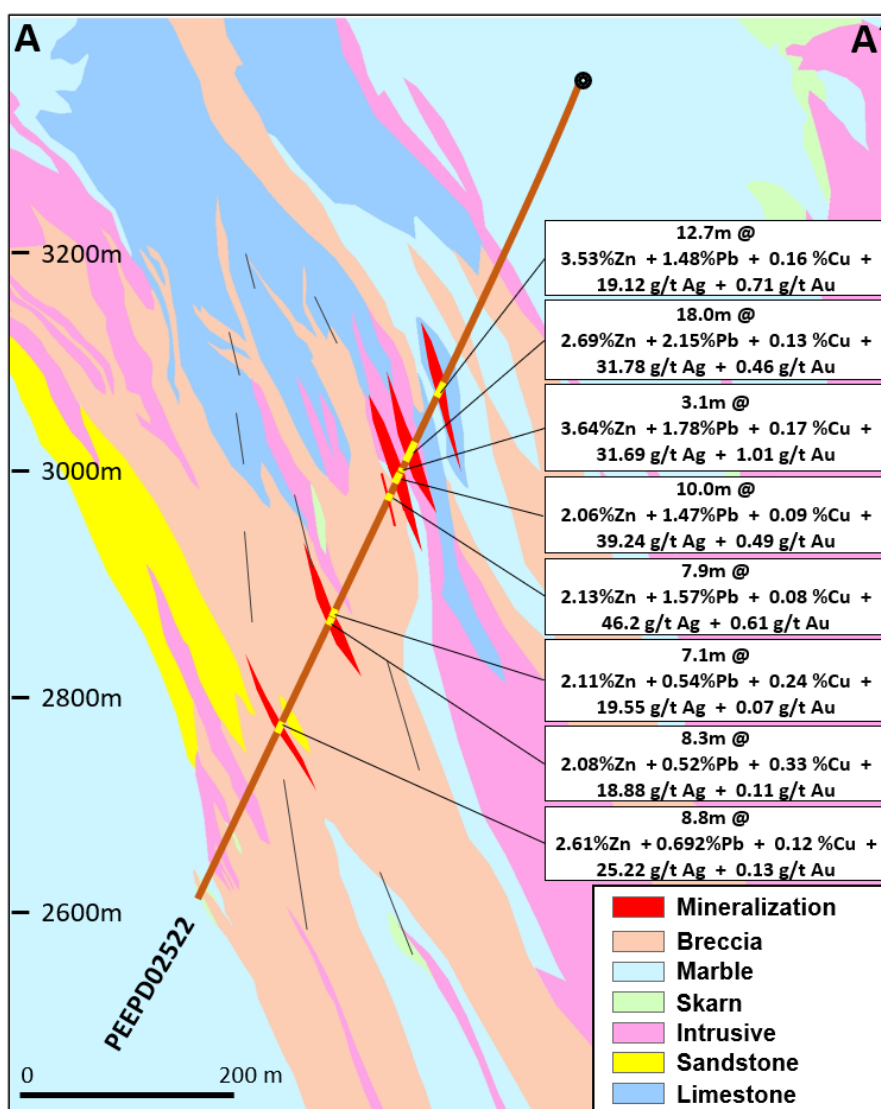 A
A'
3200m
3000m
2800m
2600m
12.7m @
3.53%Zn + 1.48%Pb + 0.16 %Cu +
19.12 g/t Ag + 0.71 g/t Au
18.0m @
2.69%Zn + 2.15%Pb + 0.13 %Cu +
31.78 g/t Ag + 0.46 g/t Au
3.1m @
3.64%Zn + 1.78%Pb + 0.17 %Cu +
31.69 g/t Ag + 1.01 g/t Au
10.0m @
2.06%Zn + 1.47%Pb + 0.09 %Cu +
39.24 g/t Ag + 0.49 g/t Au
7.9m @
2.13%Zn + 1.57%Pb + 0.08 %Cu +
46.2 g/t Ag + 0.61 g/t Au
7.1m @
2.11%Zn + 0.54%Pb + 0.24 %Cu +
19.55 g/t Ag + 0.07 g/t Au
8.3m @
2.08%Zn + 0.52%Pb + 0.33 %Cu +
18.88 g/t Ag + 0.11 g/t Au
8.8m @
2.61%Zn + 0.692%Pb + 0.12 %Cu +
25.22 g/t Ag + 0.13 g/t Au
PEEPD02522
0 200 m
Mineralization
Breccia
Marble
Skarn
Intrusive
Sandstone
Limestone